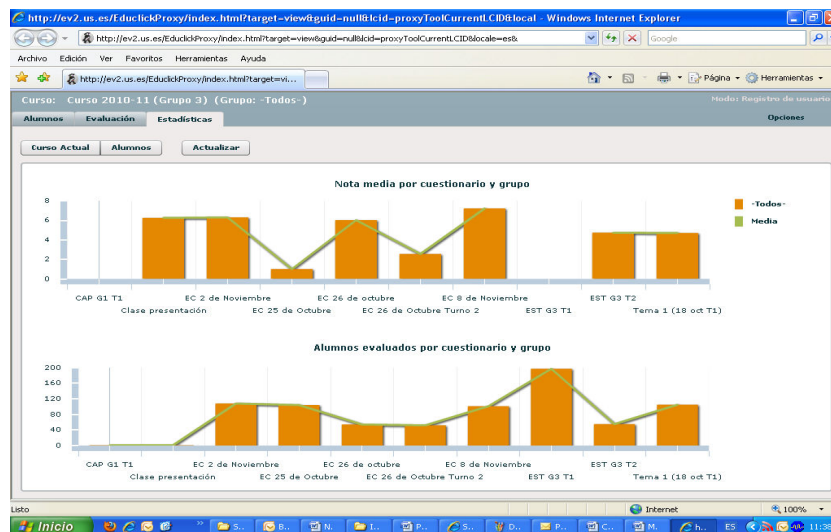 http://ev2.us.es/EduclickProxy/index.html?target=view&guid=null&lcid=proxyToolCurrentLCID&local - Windows Internet Explorer
http://ev2.us.es/EduclickProxy/index.html?target=view&guid=null&lcid=proxyToolCurrentLCID&locale=es&
Google
Archivo Edición Ver Favoritos Herramientas Ayuda
http://ev2.us.es/EduclickProxy/index.html?target=vi...
Página Herramientas
Curso: Curso 2010-11 (Grupo 3) (Grupo: -Todos-)
Modo: Registro de usuario
Alumnos Evaluación Estadísticas Opciones
Curso Actual Alumnos Actualizar
Nota media por cuestionario y grupo
8
6
4
2
0
-Todos-
Media
CAP G1 T1 EC 2 de Noviembre EC 26 de octubre EC 8 de Noviembre EST G3 T2
Clase presentación EC 25 de Octubre EC 26 de Octubre Turno 2 EST G3 T1 Tema 1 (18 oct T1)
Alumnos evaluados por cuestionario y grupo
200
160
120
80
40
0
CAP G1 T1 EC 2 de Noviembre EC 26 de octubre EC 8 de Noviembre EST G3 T2
Clase presentación EC 25 de Octubre EC 26 de Octubre Turno 2 EST G3 T1 Tema 1 (18 oct T1)
Listo Internet 100%
Inicio S.. B.. N. I.. P.. S.. D.. P.. C.. M. h.. ES 11:38